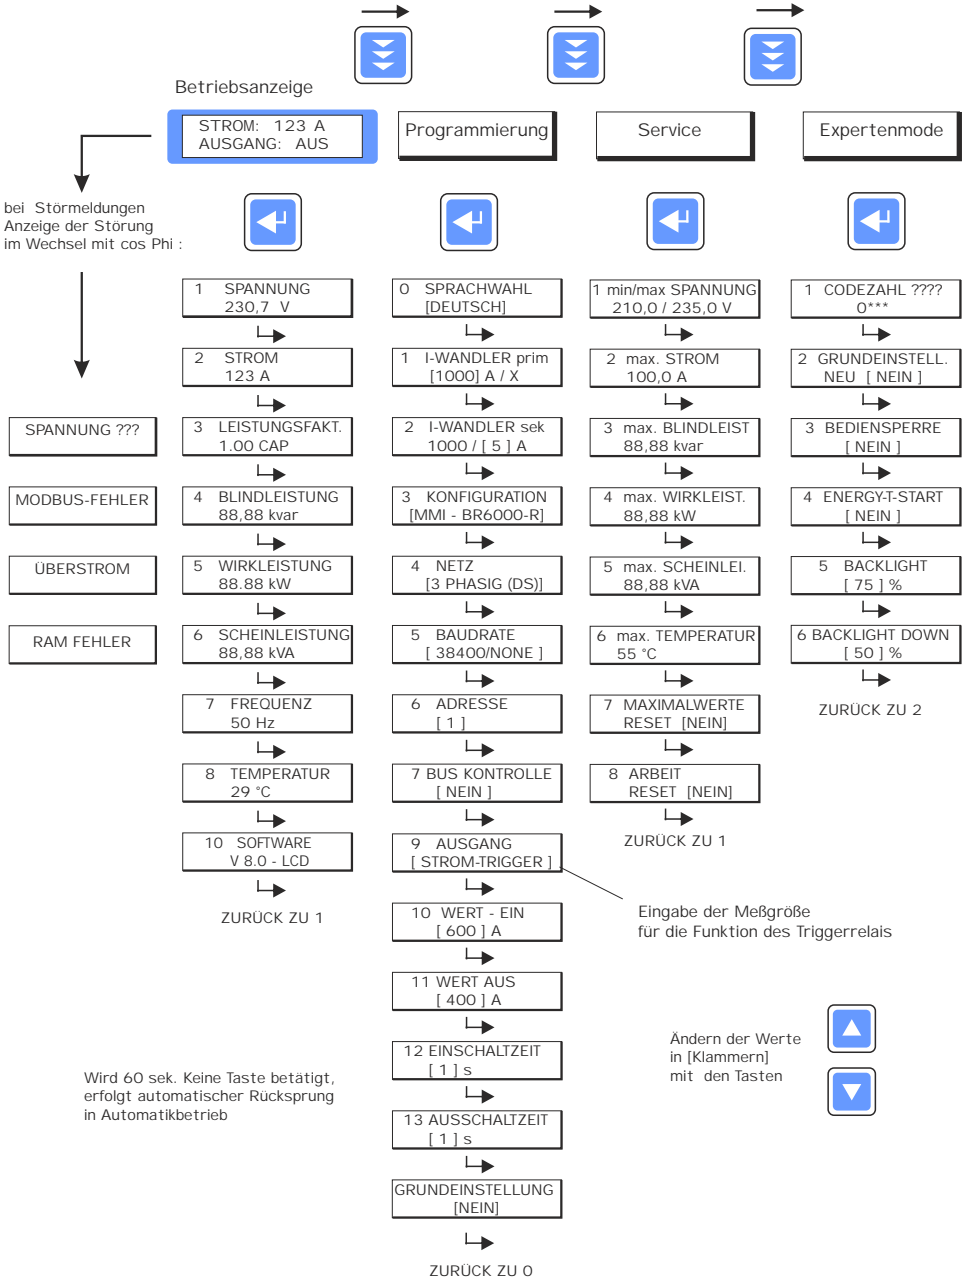 Betriebsanzeige
STROM: 123 A
AUSGANG: AUS
Programmierung
Service
Expertenmode
bei Störmeldungen
Anzeige der Störung
im Wechsel mit cos Phi :
SPANNUNG ???
MODBUS-FEHLER
ÜBERSTROM
RAM FEHLER
1 SPANNUNG
230,7 V
2 STROM
123 A
3 LEISTUNGSFAKT.
1.00 CAP
4 BLINDLEISTUNG
88,88 kvar
5 WIRKLEISTUNG
88.88 kW
6 SCHEINLEISTUNG
88,88 kVA
7 FREQUENZ
50 Hz
8 TEMPERATUR
29 °C
10 SOFTWARE
V 8.0 - LCD
ZURÜCK ZU 1
0 SPRACHWAHL
[DEUTSCH]
1 I-WANDLER prim
[1000] A / X
2 I-WANDLER sek
1000 / [ 5 ] A
3 KONFIGURATION
[MMI - BR6000-R]
4 NETZ
[3 PHASIG (DS)]
5 BAUDRATE
[ 38400/NONE ]
6 ADRESSE
[ 1 ]
7 BUS KONTROLLE
[ NEIN ]
9 AUSGANG
[ STROM-TRIGGER ]
10 WERT - EIN
[ 600 ] A
11 WERT AUS
[ 400 ] A
12 EINSCHALTZEIT
[ 1 ] s
13 AUSSCHALTZEIT
[ 1 ] s
GRUNDEINSTELLUNG
[NEIN]
ZURÜCK ZU 0
1 min/max SPANNUNG
210,0 / 235,0 V
2 max. STROM
100,0 A
3 max. BLINDLEIST
88,88 kvar
4 max. WIRKLEIST.
88,88 kW
5 max. SCHEINLEI.
88,88 kVA
6 max. TEMPERATUR
55 °C
7 MAXIMALWERTE
RESET [NEIN]
8 ARBEIT
RESET [NEIN]
ZURÜCK ZU 1
1 CODEZAHL ????
0***
2 GRUNDEINSTELL.
NEU [ NEIN ]
3 BEDIENSPERRE
[ NEIN ]
4 ENERGY-T-START
[ NEIN ]
5 BACKLIGHT
[ 75 ] %
6 BACKLIGHT DOWN
[ 50 ] %
ZURÜCK ZU 2
Eingabe der Meßgröße
für die Funktion des Triggerrelais
Ändern der Werte
in [Klammern]
mit den Tasten
Wird 60 sek. Keine Taste betätigt,
erfolgt automatischer Rücksprung
in Automatikbetrieb